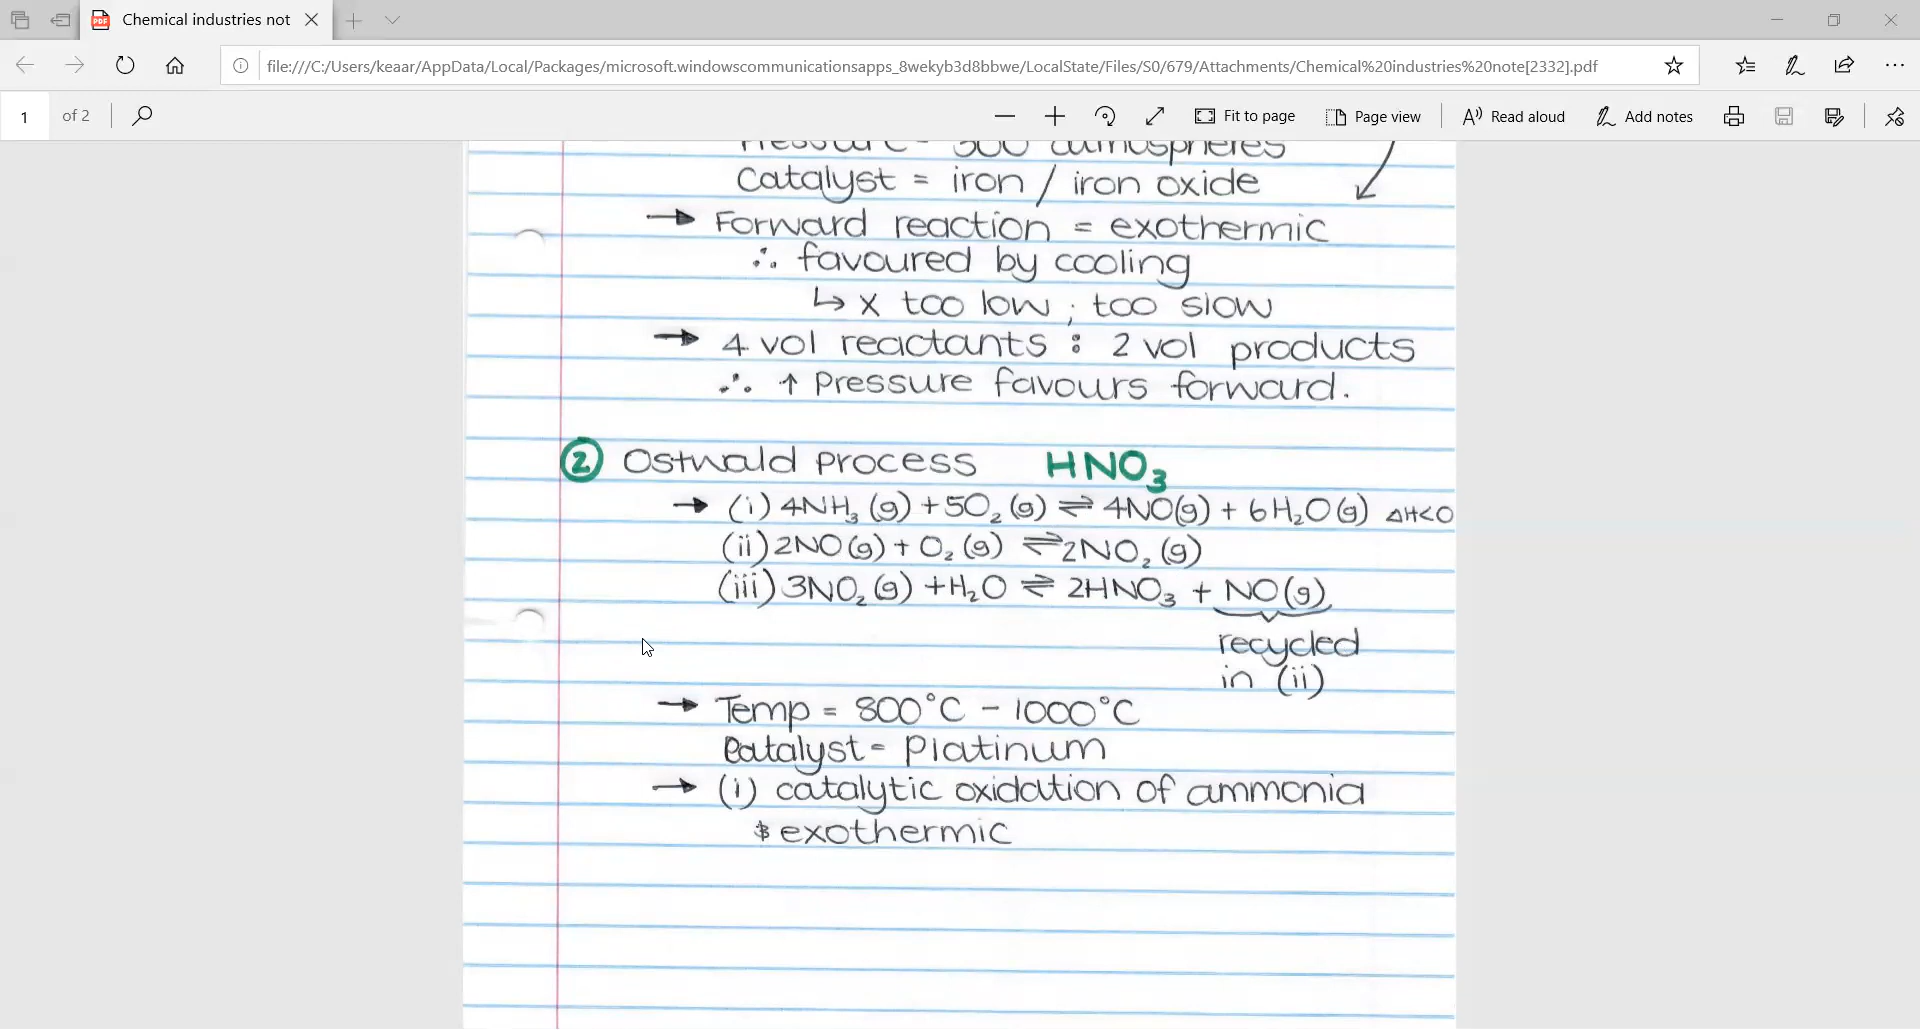 Chemical industries not
file:///C:/Users/keaar/AppData/Local/Packages/microsoft.windowscommunicationsapps_8wekyb3d8bbwe/LocalState/Files/S0/679/Attachments/Chemical%20industries%20note[2332].pdf
1 of 2 Fit to page Page view Read aloud Add notes
Pressure = 500 atmospheres
Catalyst = iron / iron oxide
→ Forward reaction = exothermic
∴ favoured by cooling
↳ X too low ; too slow
→ 4 vol reactants : 2 vol products
∴ ↑ Pressure favours forward.
② Ostwald process HNO₃
→ (i) 4NH₃ (g) + 5O₂ (g) ⇌ 4NO(g) + 6H₂O (g) ΔH<O
(ii) 2NO (g) + O₂ (g) ⇌ 2NO₂ (g)
(iii) 3NO₂ (g) + H₂O ⇌ 2HNO₃ + NO(g)
recycled
in (ii)
→ Temp = 800°C - 1000°C
Catalyst = Platinum
→ (i) catalytic oxidation of ammonia
& exothermic